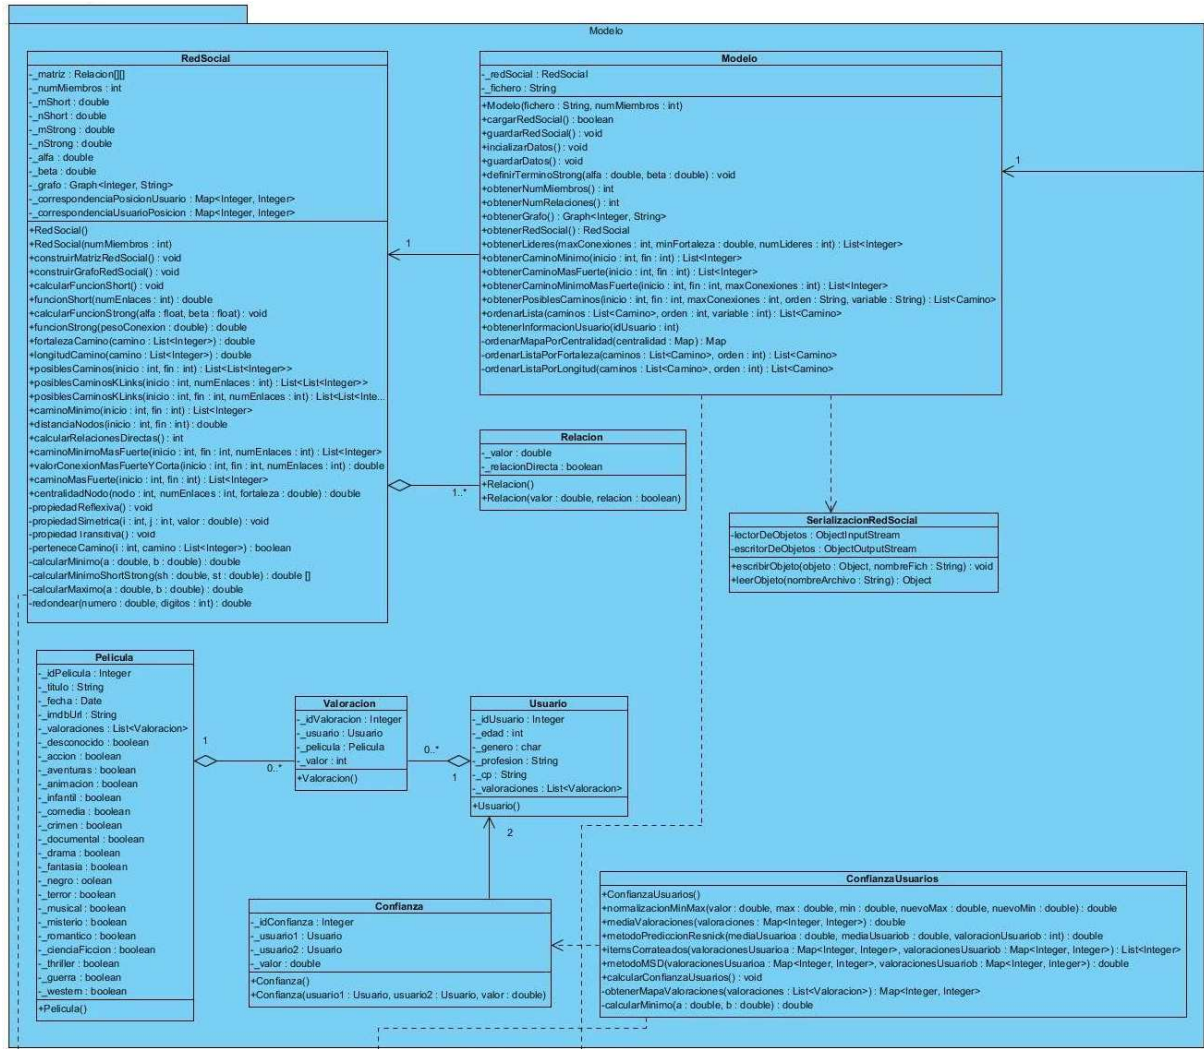 Modelo
RedSocial
-_matriz : Relacion[][]
-_numMiembros : int
-_mShort : double
-_nShort : double
-_mStrong : double
-_nStrong : double
-_alfa : double
-_beta : double
-_grafo : Graph<Integer, String>
-_correspondenciaPosicionUsuario : Map<Integer, Integer>
-_correspondenciaUsuarioPosicion : Map<Integer, Integer>
+RedSocial()
+RedSocial(numMiembros : int)
+construirMatrizRedSocial() : void
+construirGrafoRedSocial() : void
+calcularFuncionShort() : void
+funcionShort(numEnlaces : int) : double
+calcularFuncionStrong(alfa : float, beta : float) : void
+funcionStrong(pesoConexion : double) : double
+fortalezaCamino(camino : List<Integer>) : double
+longitudCamino(camino : List<Integer>) : double
+posiblesCaminos(inicio : int, fin : int) : List<List<Integer>>
+posiblesCaminosKLinks(inicio : int, numEnlaces : int) : List<List<Integer>>
+posiblesCaminosKLinks(inicio : int, fin : int, numEnlaces : int) : List<List<Inte...
+caminoMinimo(inicio : int, fin : int) : List<Integer>
+distanciaNodos(inicio : int, fin : int) : double
+calcularRelacionesDirectas() : int
+caminoMinimoMasFuerte(inicio : int, fin : int, numEnlaces : int) : List<Integer>
+valorConexionMasFuerteYCorta(inicio : int, fin : int, numEnlaces : int) : double
+caminoMasFuerte(inicio : int, fin : int) : List<Integer>
+centralidadNodo(nodo : int, numEnlaces : int, fortaleza : double) : double
-propiedadReflexiva() : void
-propiedadSimetrica(i : int, j : int, valor : double) : void
-propiedadTransitiva() : void
-perteneceCamino(i : int, camino : List<Integer>) : boolean
-calcularMinimo(a : double, b : double) : double
-calcularMinimoShortStrong(sh : double, st : double) : double []
-calcularMaximo(a : double, b : double) : double
-redondear(numero : double, digitos : int) : double
Modelo
-_redSocial : RedSocial
-_fichero : String
+Modelo(fichero : String, numMiembros : int)
+cargarRedSocial() : boolean
+guardarRedSocial() : void
+incializarDatos() : void
+guardarDatos() : void
+definirTerminoStrong(alfa : double, beta : double) : void
+obtenerNumMiembros() : int
+obtenerNumRelaciones() : int
+obtenerGrafo() : Graph<Integer, String>
+obtenerRedSocial() : RedSocial
+obtenerLideres(maxConexiones : int, minFortaleza : double, numLideres : int) : List<Integer>
+obtenerCaminoMinimo(inicio : int, fin : int) : List<Integer>
+obtenerCaminoMasFuerte(inicio : int, fin : int) : List<Integer>
+obtenerCaminoMinimoMasFuerte(inicio : int, fin : int, maxConexiones : int) : List<Integer>
+obtenerPosiblesCaminos(inicio : int, fin : int, maxConexiones : int, orden : String, variable : String) : List<Camino>
+ordenarLista(caminos : List<Camino>, orden : int, variable : int) : List<Camino>
+obtenerInformacionUsuario(idUsuario : int)
-ordenarMapaPorCentralidad(centralidad : Map) : Map
-ordenarListaPorFortaleza(caminos : List<Camino>, orden : int) : List<Camino>
-ordenarListaPorLongitud(caminos : List<Camino>, orden : int) : List<Camino>
1
1
Relacion
-_valor : double
-_relacionDirecta : boolean
+Relacion()
+Relacion(valor : double, relacion : boolean)
1..*
SerializacionRedSocial
-lectorDeObjetos : ObjectInputStream
-escritorDeObjetos : ObjectOutputStream
+escribirObjeto(objeto : Object, nombreFich : String) : void
+leerObjeto(nombreArchivo : String) : Object
Pelicula
-_idPelicula : Integer
-_titulo : String
-_fecha : Date
-_imdbUrl : String
-_valoraciones : List<Valoracion>
-_desconocido : boolean
-_accion : boolean
-_aventuras : boolean
-_animacion : boolean
-_infantil : boolean
-_comedia : boolean
-_crimen : boolean
-_documental : boolean
-_drama : boolean
-_fantasia : boolean
-_negro : oolean
-_terror : boolean
-_musical : boolean
-_misterio : boolean
-_romantico : boolean
-_cienciaFiccion : boolean
-_thriller : boolean
-_guerra : boolean
-_western : boolean
+Pelicula()
1
0..*
Valoracion
-_idValoracion : Integer
-_usuario : Usuario
-_pelicula : Pelicula
-_valor : int
+Valoracion()
0..*
1
Usuario
-_idUsuario : Integer
-_edad : int
-_genero : char
-_profesion : String
-_cp : String
-_valoraciones : List<Valoracion>
+Usuario()
2
Confianza
-_idConfianza : Integer
-_usuario1 : Usuario
-_usuario2 : Usuario
-_valor : double
+Confianza()
+Confianza(usuario1 : Usuario, usuario2 : Usuario, valor : double)
ConfianzaUsuarios
+ConfianzaUsuarios()
+normalizacionMinMax(valor : double, max : double, min : double, nuevoMax : double, nuevoMin : double) : double
+mediaValoraciones(valoraciones : Map<Integer, Integer>) : double
+metodoPrediccionResnick(mediaUsuarioa : double, mediaUsuariob : double, valoracionUsuariob : int) : double
+itemsCorrateados(valoracionesUsuarioa : Map<Integer, Integer>, valoracionesUsuariob : Map<Integer, Integer>) : List<Integer>
+metodoMSD(valoracionesUsuarioa : Map<Integer, Integer>, valoracionesUsuariob : Map<Integer, Integer>) : double
+calcularConfianzaUsuarios() : void
-obtenerMapaValoraciones(valoraciones : List<Valoracion>) : Map<Integer, Integer>
-calcularMinimo(a : double, b : double) : double